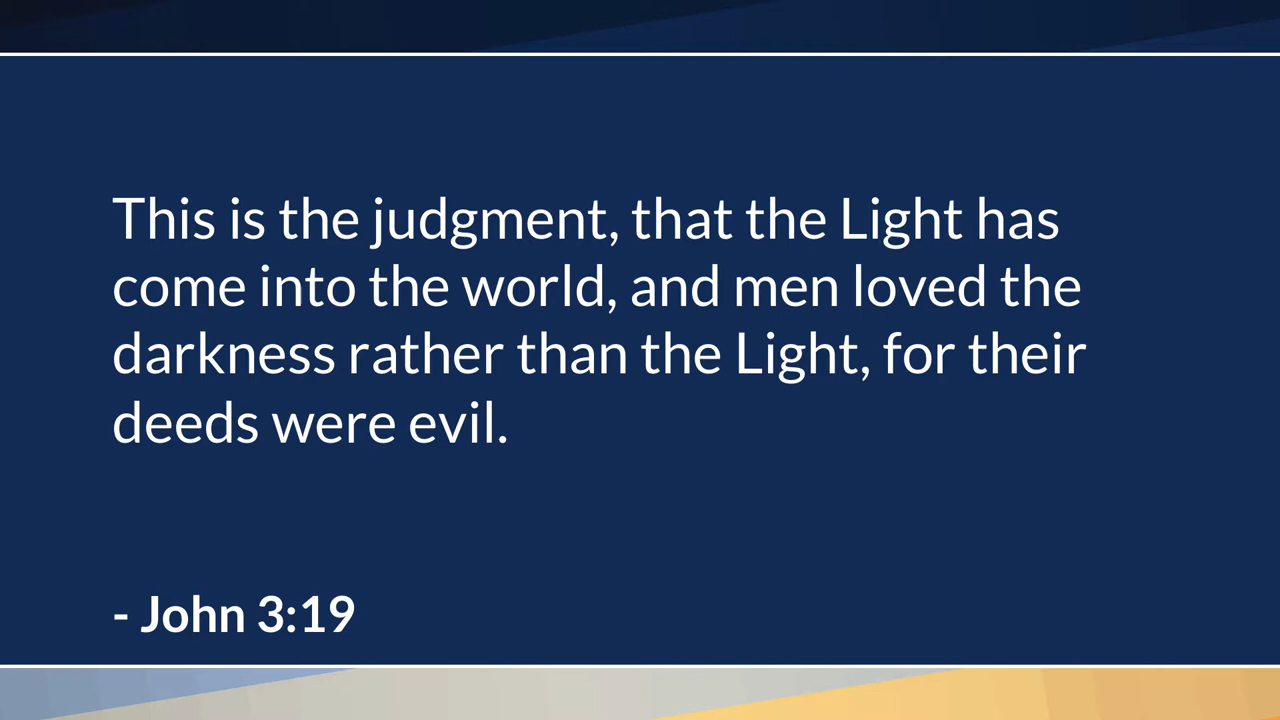 This is the judgment, that the Light has
come into the world, and men loved the
darkness rather than the Light, for their
deeds were evil.
- John 3:19